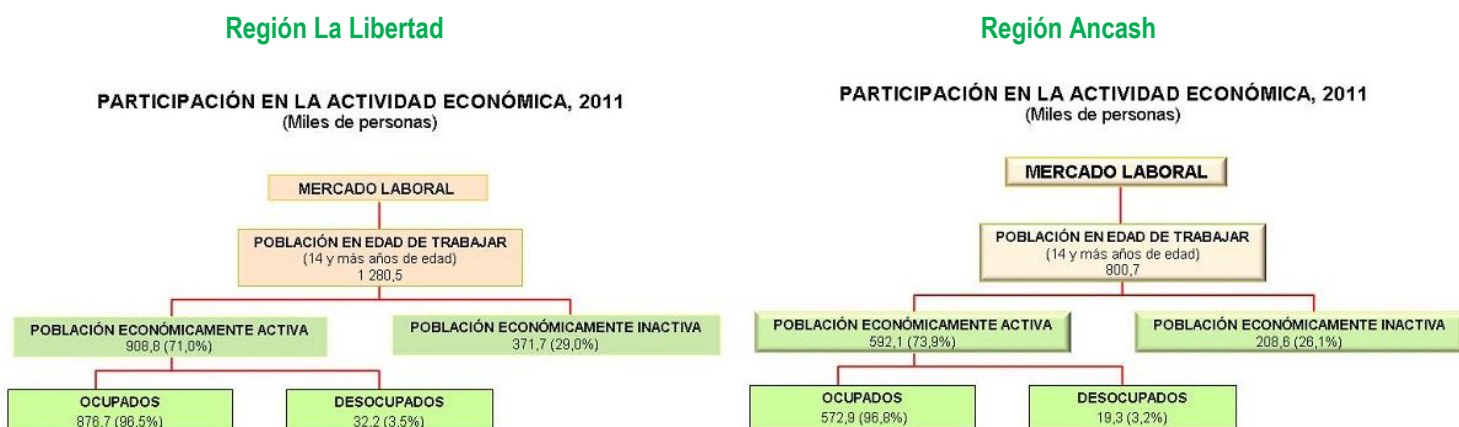 Región La Libertad
PARTICIPACIÓN EN LA ACTIVIDAD ECONÓMICA, 2011
(Miles de personas)
MERCADO LABORAL
POBLACIÓN EN EDAD DE TRABAJAR
(14 y más años de edad)
1 280,5
POBLACIÓN ECONÓMICAMENTE ACTIVA
908,8 (71,0%)
POBLACIÓN ECONÓMICAMENTE INACTIVA
371,7 (29,0%)
OCUPADOS
876,7 (96,5%)
DESOCUPADOS
32,2 (3,5%)
Región Ancash
PARTICIPACIÓN EN LA ACTIVIDAD ECONÓMICA, 2011
(Miles de personas)
MERCADO LABORAL
POBLACIÓN EN EDAD DE TRABAJAR
(14 y más años de edad)
800,7
POBLACIÓN ECONÓMICAMENTE ACTIVA
592,1 (73,9%)
POBLACIÓN ECONÓMICAMENTE INACTIVA
208,6 (26,1%)
OCUPADOS
572,9 (96,8%)
DESOCUPADOS
19,3 (3,2%)